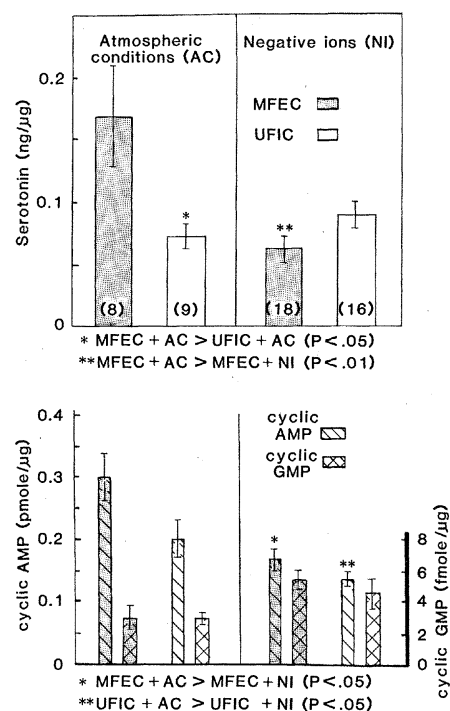 Atmospheric conditions (AC)
Negative ions (NI)
0.2
0.1
0
Serotonin (ng/µg)
MFEC
UFIC
*
**
(8)
(9)
(18)
(16)
* MFEC + AC > UFIC + AC (P<.05)
**MFEC + AC > MFEC + NI (P<.01)
0.4
0.3
0.2
0.1
0
cyclic AMP (pmole/µg)
cyclic AMP
cyclic GMP
*
**
8
6
4
2
0
cyclic GMP (fmole/µg)
* MFEC + AC > MFEC + NI (P<.05)
**UFIC + AC > UFIC + NI (P<.05)